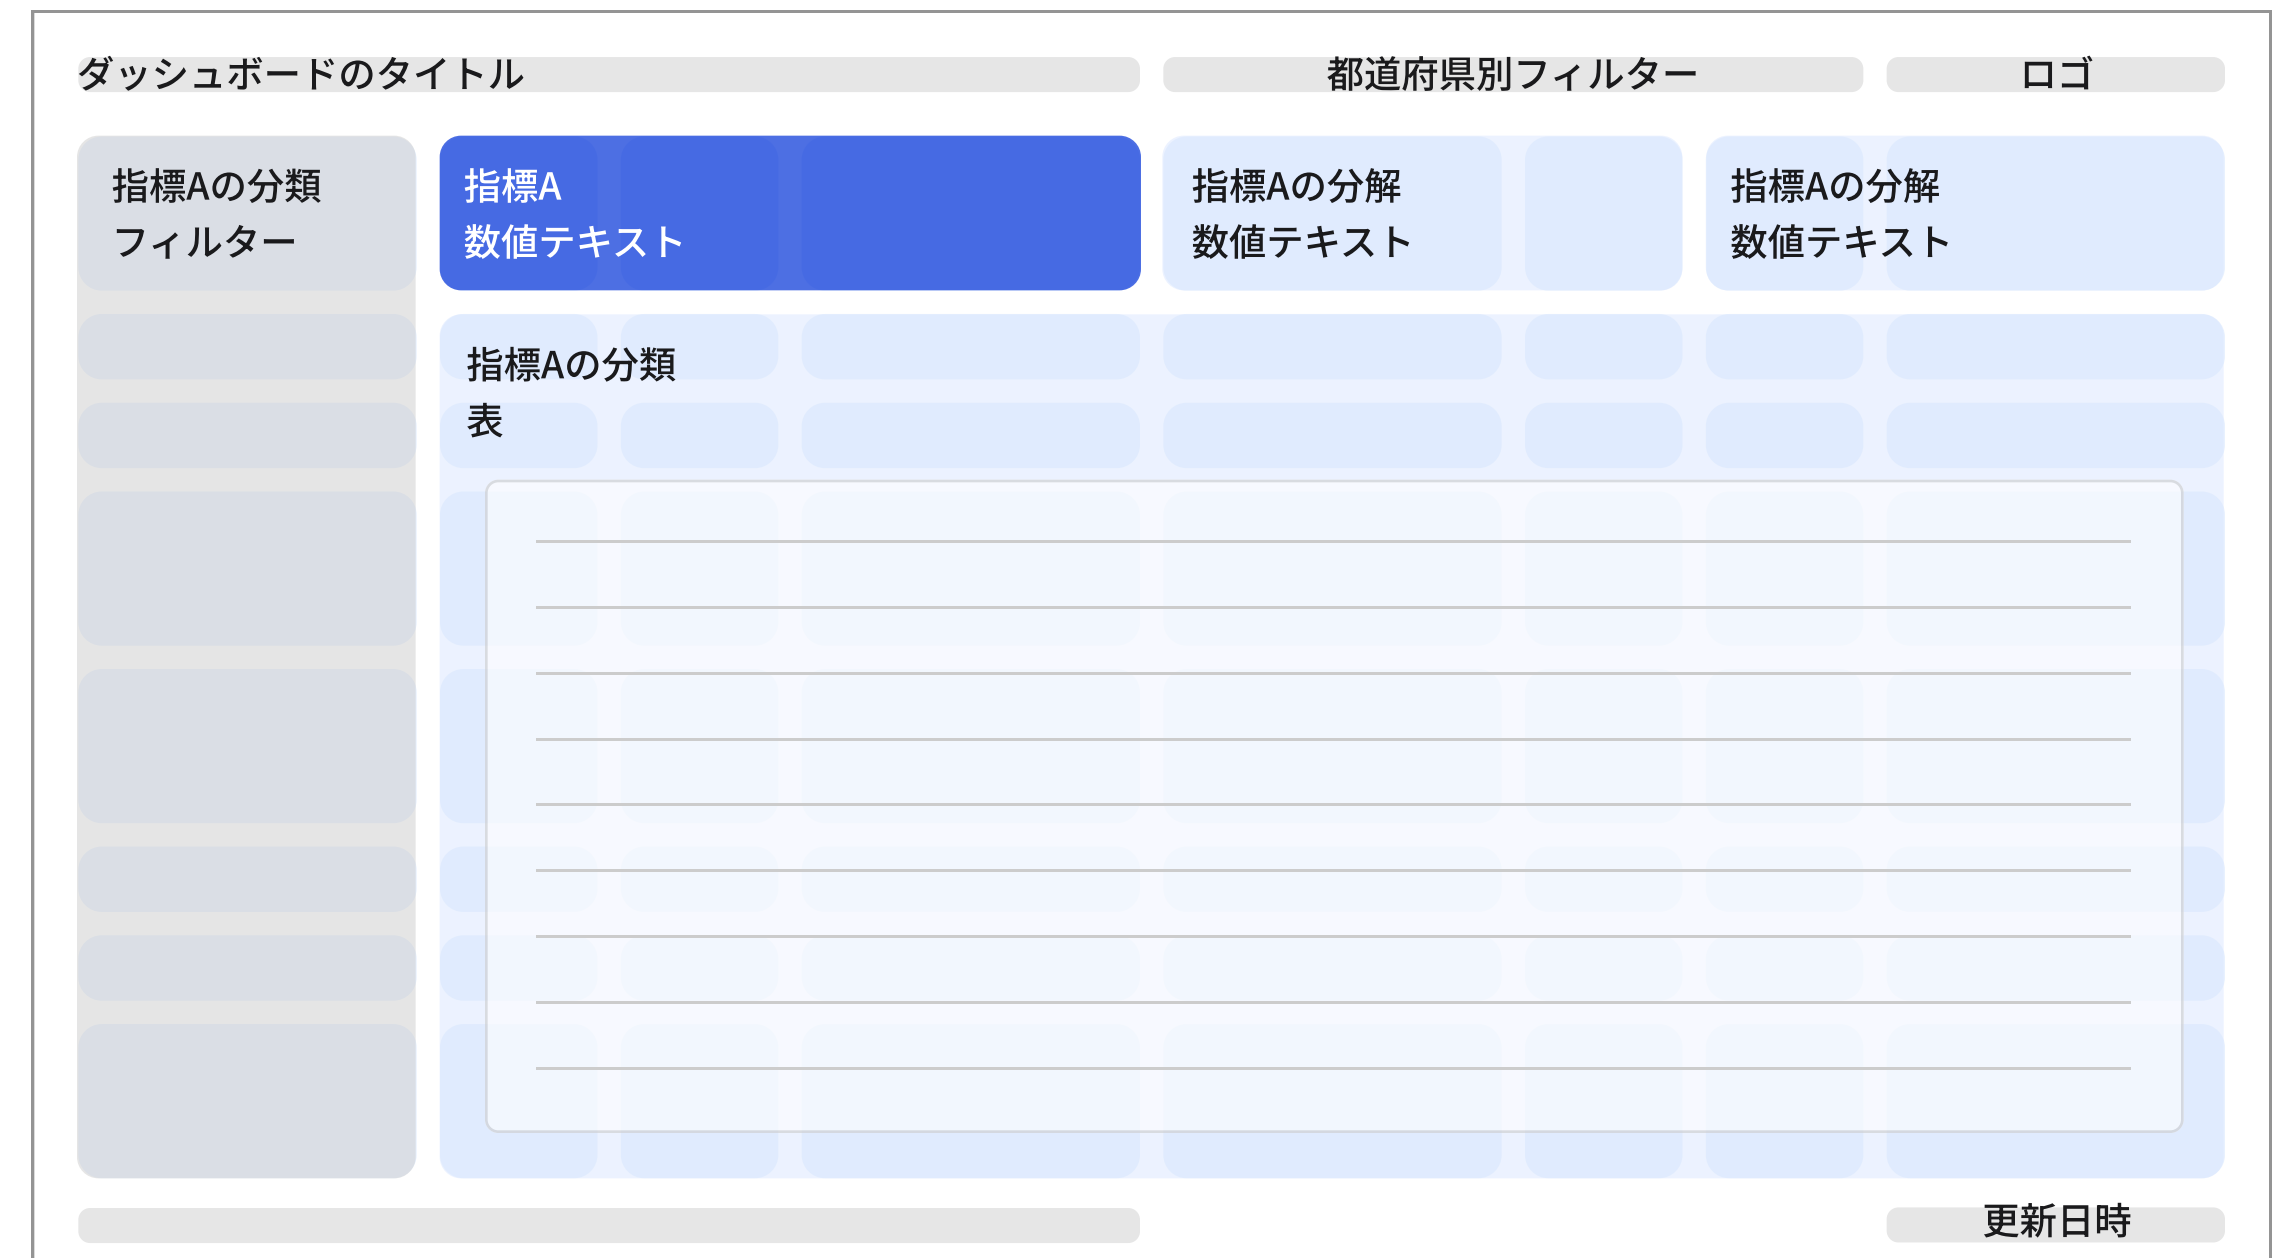 ダッシュボードのタイトル
都道府県別フィルター
ロゴ
指標Aの分類
フィルター
指標A
数値テキスト
指標Aの分解
数値テキスト
指標Aの分解
数値テキスト
指標Aの分類
表
更新日時